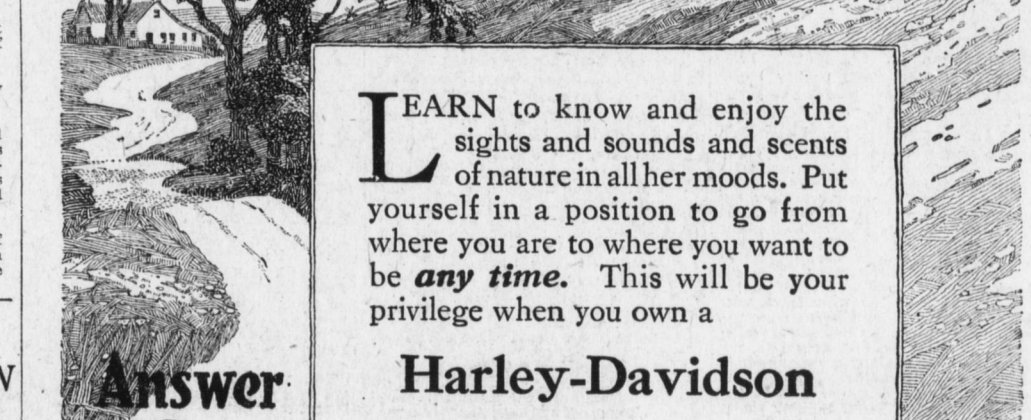 LEARN to know and enjoy the
sights and sounds and scents
of nature in all her moods. Put
yourself in a position to go from
where you are to where you want to
be any time. This will be your
privilege when you own a
Harley-Davidson
Answer
W